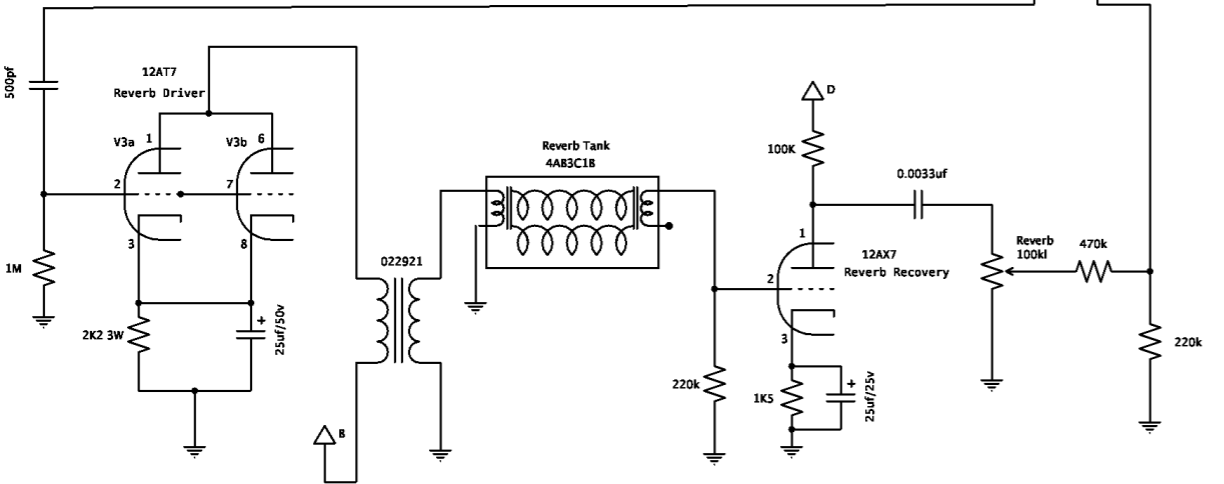 500pf
12AT7
Reverb Driver
V3a
1
2
3
V3b
6
7
8
1M
2K2 3W
+
25uf/50v
B
022921
Reverb Tank
4AB3C1B
220k
D
100K
0.0033uf
1
2
3
12AX7
Reverb Recovery
1K5
+
25uf/25v
Reverb
100kl
470k
220k